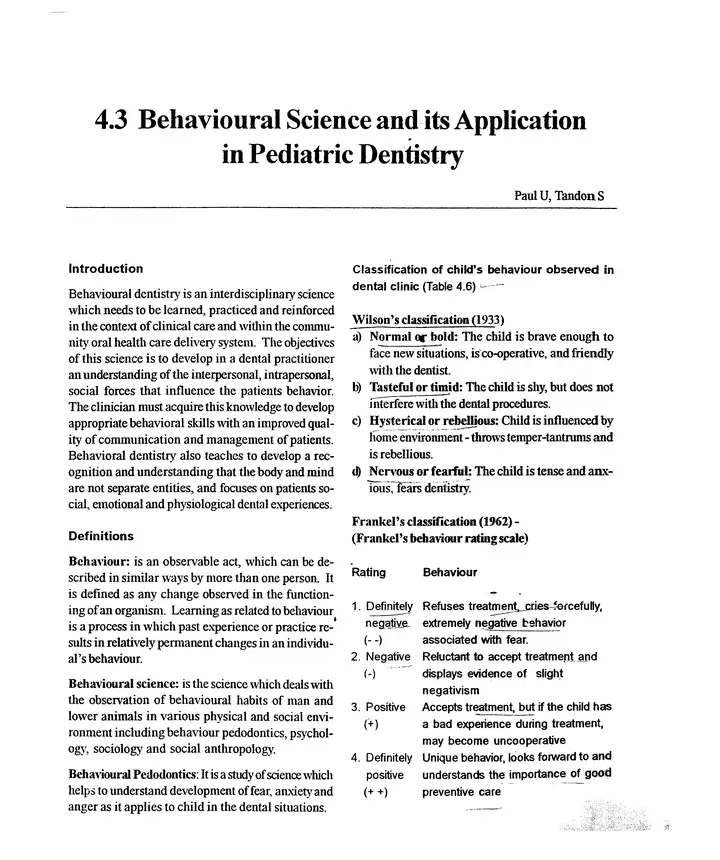 4.3 Behavioural Science and its Application
in Pediatric Dentistry
Paul U, Tandon S
Introduction
Behavioural dentistry is an interdisciplinary science
which needs to be learned, practiced and reinforced
in the context of clinical care and within the commu-
nity oral health care delivery system. The objectives
of this science is to develop in a dental practitioner
an understanding of the interpersonal, intrapersonal,
social forces that influence the patients behavior.
The clinician must acquire this knowledge to develop
appropriate behavioral skills with an improved qual-
ity of communication and management of patients.
Behavioral dentistry also teaches to develop a rec-
ognition and understanding that the body and mind
are not separate entities, and focuses on patients so-
cial, emotional and physiological dental experiences.
Definitions
Behaviour: is an observable act, which can be de-
scribed in similar ways by more than one person. It
is defined as any change observed in the function-
ing of an organism. Learning as related to behaviour
is a process in which past experience or practice re-
sults in relatively permanent changes in an individu-
al's behaviour.
Behavioural science: is the science which deals with
the observation of behavioural habits of man and
lower animals in various physical and social envi-
ronment including behaviour pedodontics, psychol-
ogy, sociology and social anthropology.
Behavioural Pedodontics: It is a study of science which
helps to understand development of fear, anxiety and
anger as it applies to child in the dental situations.
Classification of child's behaviour observed in
dental clinic (Table 4.6)
Wilson's classification (1933)
a) Normal or bold: The child is brave enough to
face new situations, is co-operative, and friendly
with the dentist.
b) Tasteful or timid: The child is shy, but does not
interfere with the dental procedures.
c) Hysterical or rebellious: Child is influenced by
home environment - throws temper-tantrums and
is rebellious.
d) Nervous or fearful: The child is tense and anx-
ious, fears dentistry.
Frankel's classification (1962) -
(Frankel's behaviour rating scale)
Rating Behaviour
1. Definitely Refuses treatment, cries forcefully,
negative extremely negative behavior
(- -) associated with fear.
2. Negative Reluctant to accept treatment and
(-) displays evidence of slight
negativism
3. Positive Accepts treatment, but if the child has
(+) a bad experience during treatment,
may become uncooperative
4. Definitely Unique behavior, looks forward to and
positive understands the importance of good
(+ +) preventive care